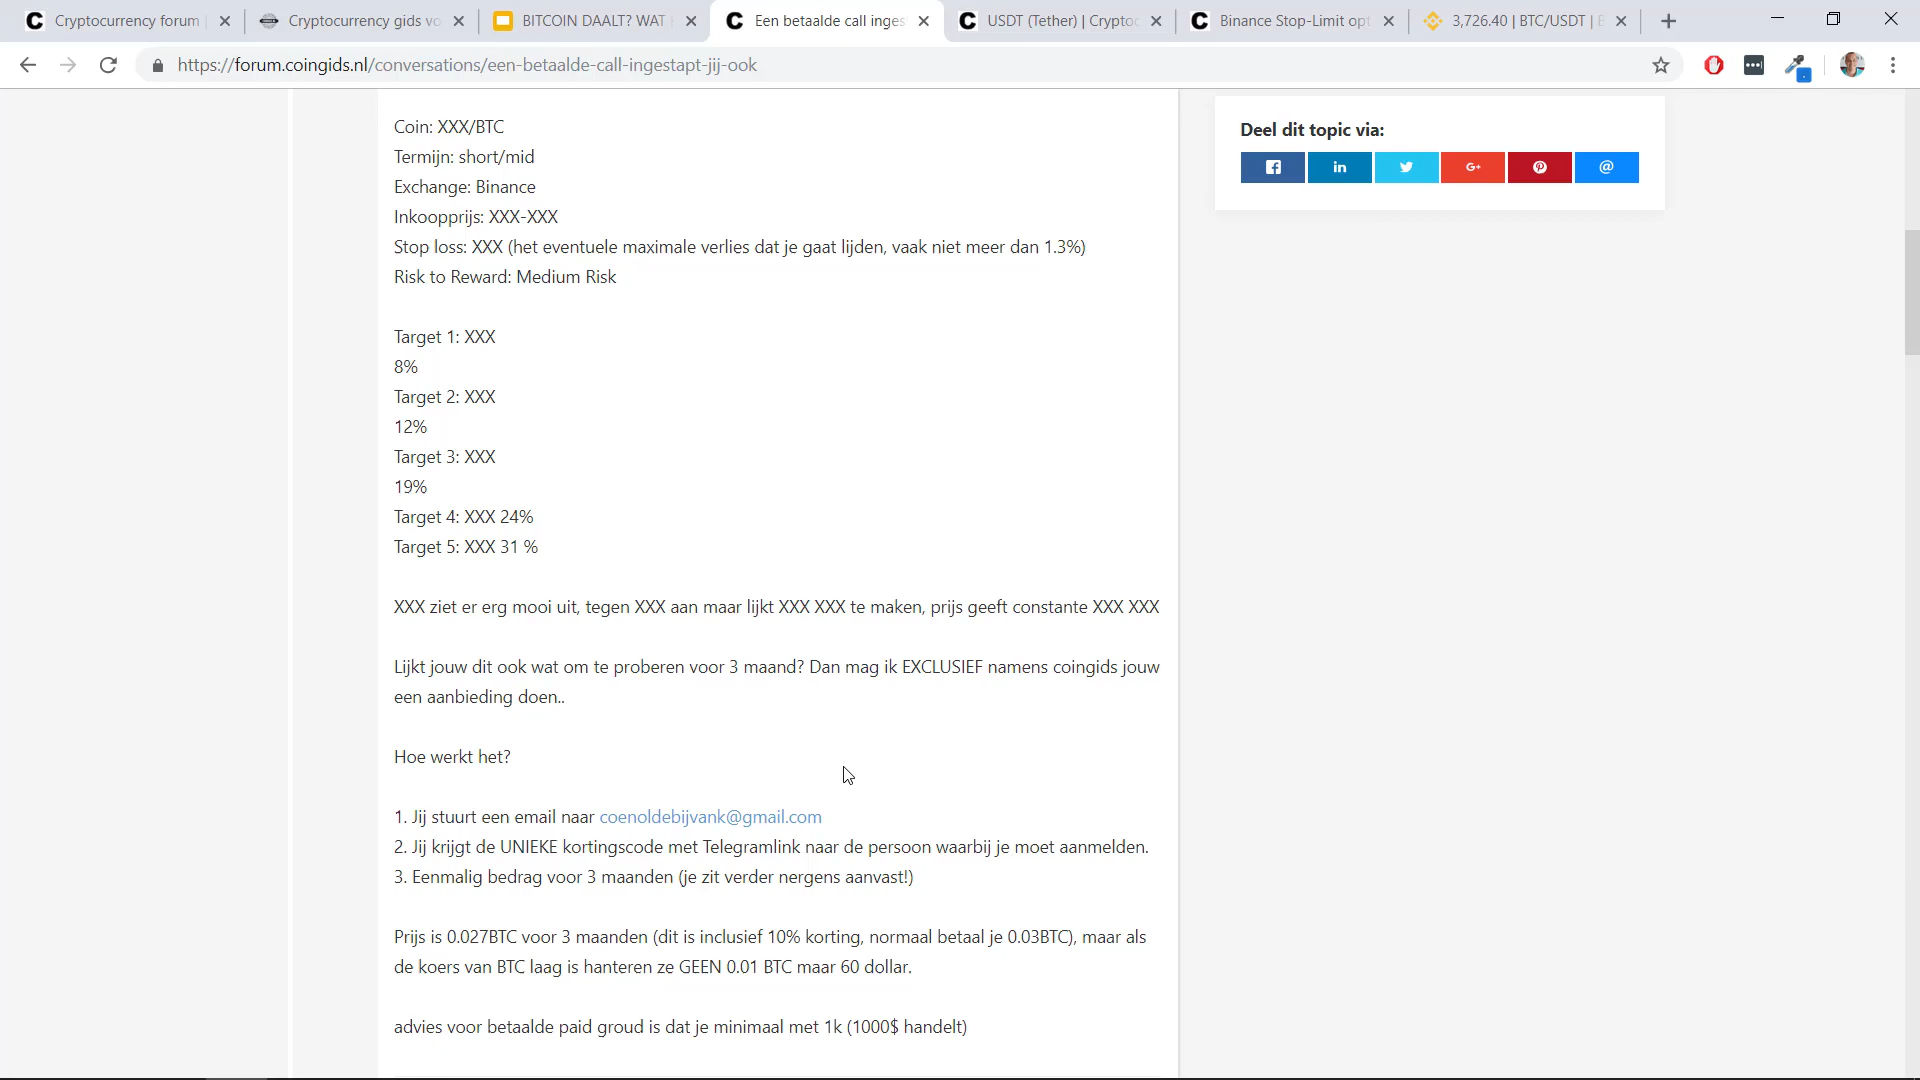 Cryptocurrency forum
Cryptocurrency gids vo
BITCOIN DAALT? WAT
Een betaalde call inges
USDT (Tether) | Crypto
Binance Stop-Limit opt
3,726.40 | BTC/USDT |
https://forum.coingids.nl/conversations/een-betaalde-call-ingestapt-jij-ook
Coin: XXX/BTC
Termijn: short/mid
Exchange: Binance
Inkoopprijs: XXX-XXX
Stop loss: XXX (het eventuele maximale verlies dat je gaat lijden, vaak niet meer dan 1.3%)
Risk to Reward: Medium Risk
Target 1: XXX
8%
Target 2: XXX
12%
Target 3: XXX
19%
Target 4: XXX 24%
Target 5: XXX 31 %
XXX ziet er erg mooi uit, tegen XXX aan maar lijkt XXX XXX te maken, prijs geeft constante XXX XXX
Lijkt jouw dit ook wat om te proberen voor 3 maand? Dan mag ik EXCLUSIEF namens coingids jouw
een aanbieding doen..
Hoe werkt het?
1. Jij stuurt een email naar coenoldebijvank@gmail.com
2. Jij krijgt de UNIEKE kortingscode met Telegramlink naar de persoon waarbij je moet aanmelden.
3. Eenmalig bedrag voor 3 maanden (je zit verder nergens aanvast!)
Prijs is 0.027BTC voor 3 maanden (dit is inclusief 10% korting, normaal betaal je 0.03BTC), maar als
de koers van BTC laag is hanteren ze GEEN 0.01 BTC maar 60 dollar.
advies voor betaalde paid groud is dat je minimaal met 1k (1000$ handelt)
Deel dit topic via: